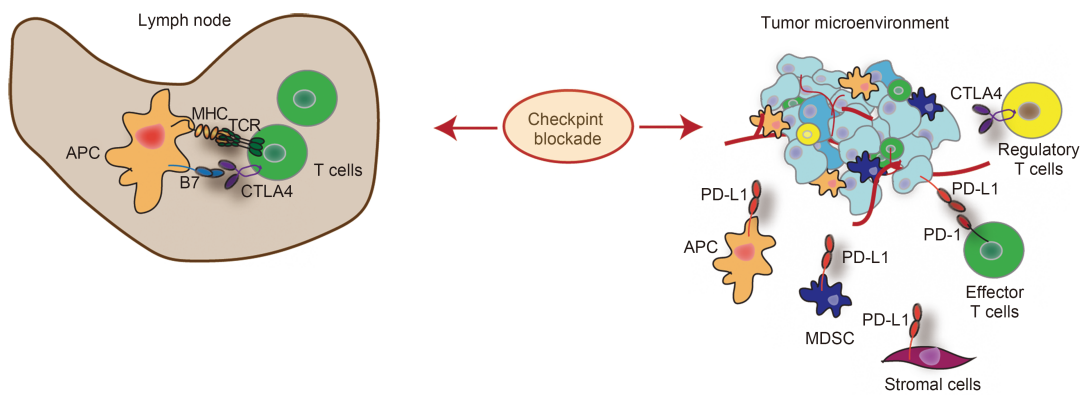 Lymph node
MHC
TCR
APC
B7
CTLA4
T cells
Checkpint
blockade
Tumor microenvironment
CTLA4
Regulatory
T cells
PD-L1
PD-L1
PD-1
APC
PD-L1
Effector
T cells
MDSC
PD-L1
Stromal cells